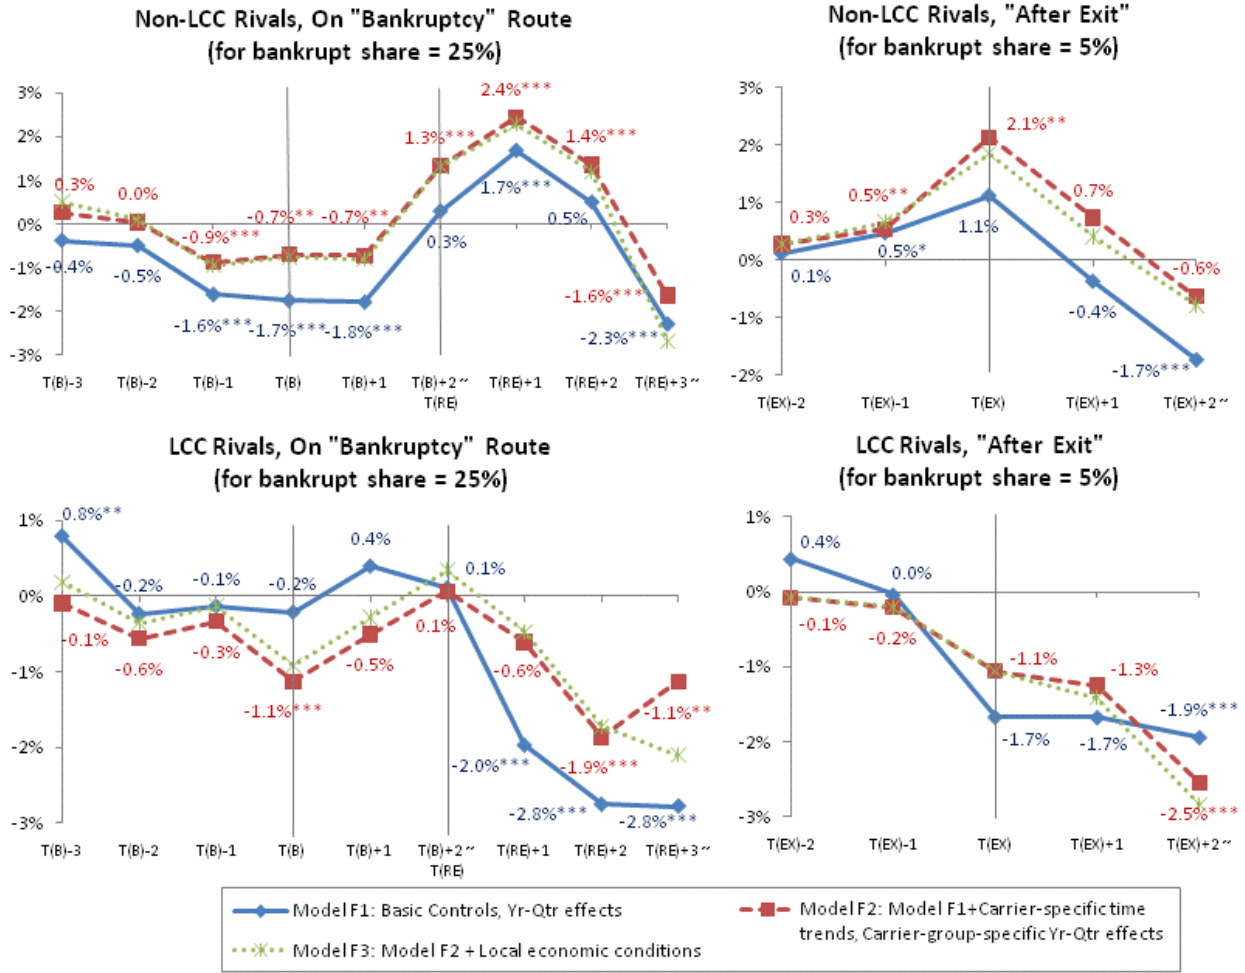 Non-LCC Rivals, On "Bankruptcy" Route
(for bankrupt share = 25%)
3%
2%
1%
0%
-1%
-2%
-3%
0.3%
0.0%
-0.9%***
-0.7%**
-0.7%**
1.3%***
2.4%***
1.4%***
-1.6%***
-0.4%
-0.5%
-1.6%***
-1.7%***
-1.8%***
0.3%
1.7%***
0.5%
-2.3%***
T(B)-3
T(B)-2
T(B)-1
T(B)
T(B)+1
T(B)+2~
T(RE)
T(RE)+1
T(RE)+2
T(RE)+3~
Non-LCC Rivals, "After Exit"
(for bankrupt share = 5%)
3%
2%
1%
0%
-1%
-2%
0.3%
0.5%**
2.1%**
0.7%
-0.6%
0.1%
0.5%*
1.1%
-0.4%
-1.7%***
T(EX)-2
T(EX)-1
T(EX)
T(EX)+1
T(EX)+2~
LCC Rivals, On "Bankruptcy" Route
(for bankrupt share = 25%)
1%
0%
-1%
-2%
-3%
0.8%**
-0.2%
-0.1%
-0.2%
0.4%
0.1%
-2.0%***
-2.8%***
-2.8%***
-0.1%
-0.6%
-0.3%
-1.1%***
-0.5%
0.1%
-0.6%
-1.9%***
-1.1%**
T(B)-3
T(B)-2
T(B)-1
T(B)
T(B)+1
T(B)+2~
T(RE)
T(RE)+1
T(RE)+2
T(RE)+3~
LCC Rivals, "After Exit"
(for bankrupt share = 5%)
1%
0%
-1%
-2%
-3%
0.4%
0.0%
-1.7%
-1.7%
-1.9%***
-0.1%
-0.2%
-1.1%
-1.3%
-2.5%***
T(EX)-2
T(EX)-1
T(EX)
T(EX)+1
T(EX)+2~
Model F1: Basic Controls, Yr-Qtr effects
Model F2: Model F1+Carrier-specific time
trends, Carrier-group-specific Yr-Qtr effects
Model F3: Model F2 + Local economic conditions